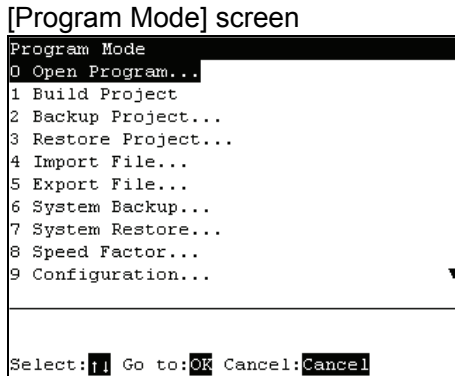 [Program Mode] screen
Program Mode
0 Open Program...
1 Build Project
2 Backup Project...
3 Restore Project...
4 Import File...
5 Export File...
6 System Backup...
7 System Restore...
8 Speed Factor...
9 Configuration...
Select:↑↓ Go to:OK Cancel:Cancel